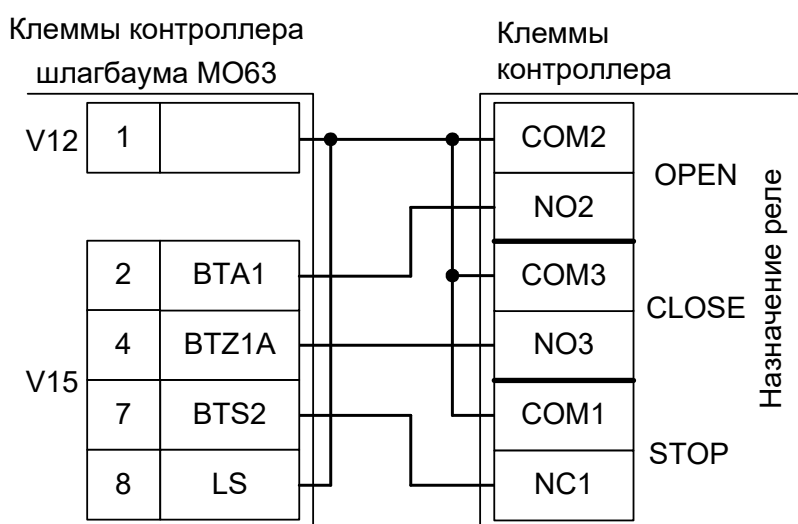 Клеммы контроллера
шлагбаума МО63
Клеммы
контроллера
V12
1
COM2
OPEN
NO2
V15
2
BTA1
COM3
CLOSE
4
BTZ1A
NO3
7
BTS2
COM1
STOP
8
LS
NC1
Назначение реле